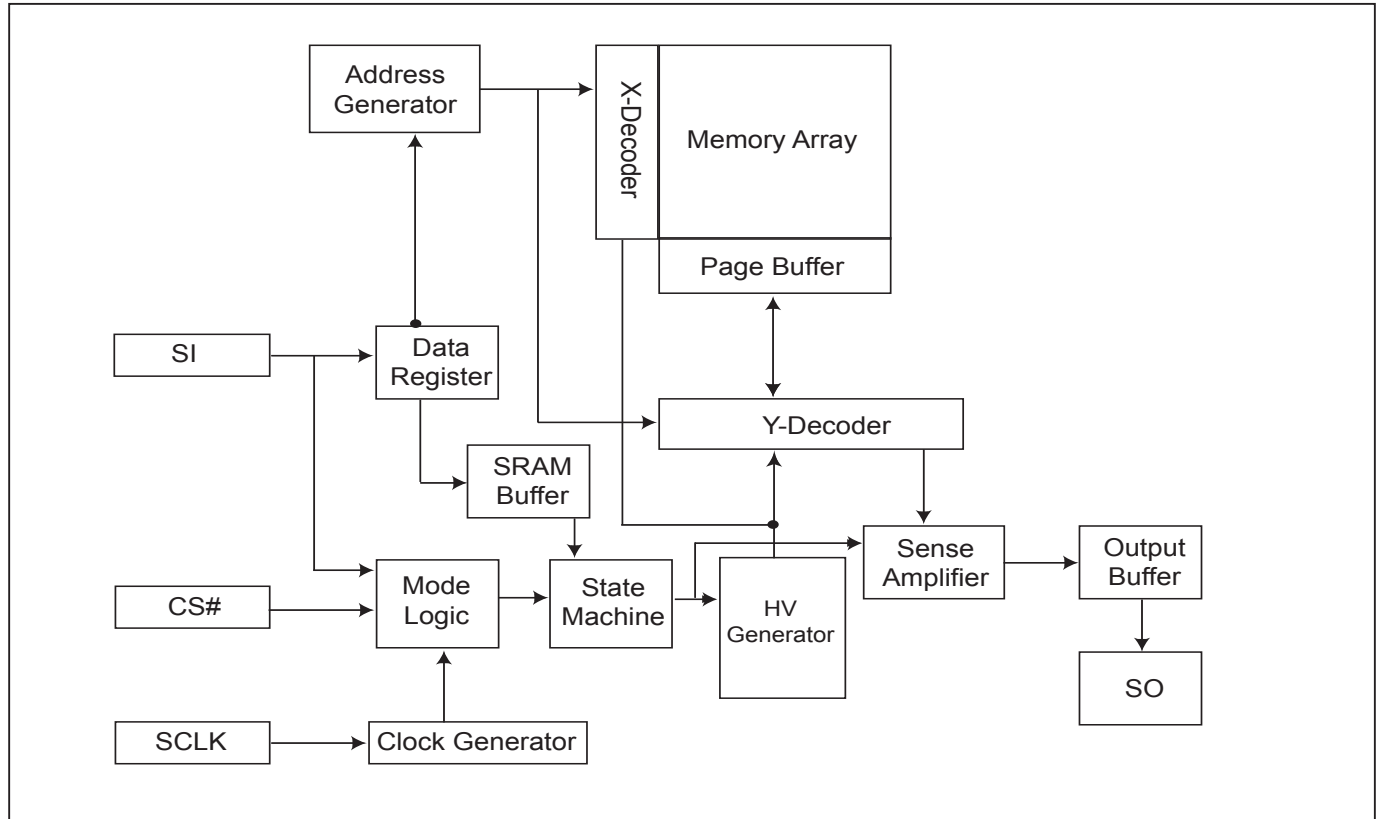 Address
Generator
X-Decoder
Memory Array
Page Buffer
SI
Data
Register
Y-Decoder
SRAM
Buffer
Sense
Amplifier
Output
Buffer
CS#
Mode
Logic
State
Machine
HV
Generator
SO
SCLK
Clock Generator